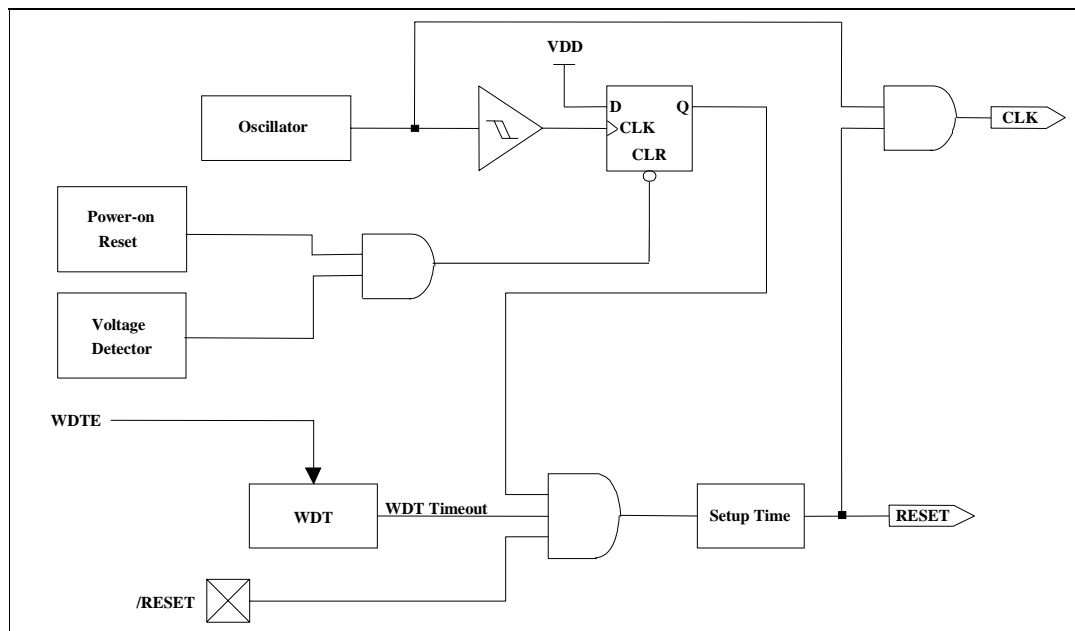 VDD
Oscillator
D
Q
CLK
CLR
CLK
Power-on
Reset
Voltage
Detector
WDTE
WDT
WDT Timeout
Setup Time
RESET
/RESET